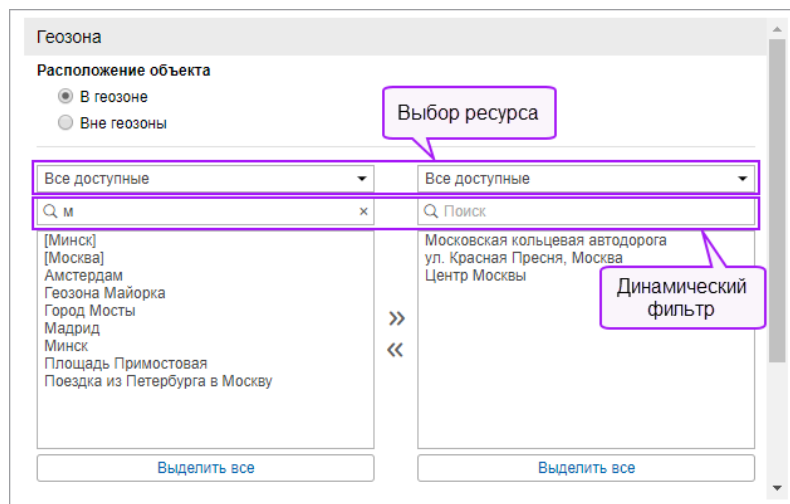 Геозона
Расположение объекта
В геозоне
Вне геозоны
Выбор ресурса
Все доступные
Все доступные
м
×
Поиск
[Минск]
[Москва]
Амстердам
Геозона Майорка
Город Мосты
Мадрид
Минск
Площадь Примостовая
Поездка из Петербурга в Москву
»
«
Московская кольцевая автодорога
ул. Красная Пресня, Москва
Центр Москвы
Динамический
фильтр
Выделить все
Выделить все